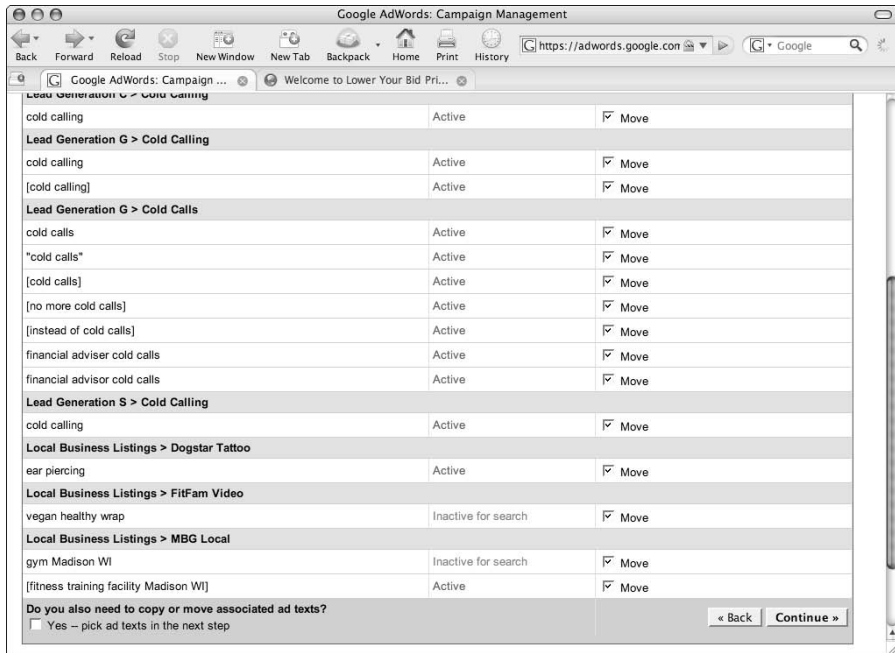 Google AdWords: Campaign Management
Back Forward Reload Stop New Window New Tab Backpack Home Print History https://adwords.google.com Google
Google AdWords: Campaign ... Welcome to Lower Your Bid Pri...
Lead Generation C > Cold Calling
cold calling Active Move
Lead Generation G > Cold Calling
cold calling Active Move
[cold calling] Active Move
Lead Generation G > Cold Calls
cold calls Active Move
"cold calls" Active Move
[cold calls] Active Move
[no more cold calls] Active Move
[instead of cold calls] Active Move
financial adviser cold calls Active Move
financial advisor cold calls Active Move
Lead Generation S > Cold Calling
cold calling Active Move
Local Business Listings > Dogstar Tattoo
ear piercing Active Move
Local Business Listings > FitFam Video
vegan healthy wrap Inactive for search Move
Local Business Listings > MBG Local
gym Madison WI Inactive for search Move
[fitness training facility Madison WI] Active Move
Do you also need to copy or move associated ad texts?
Yes – pick ad texts in the next step
« Back Continue »